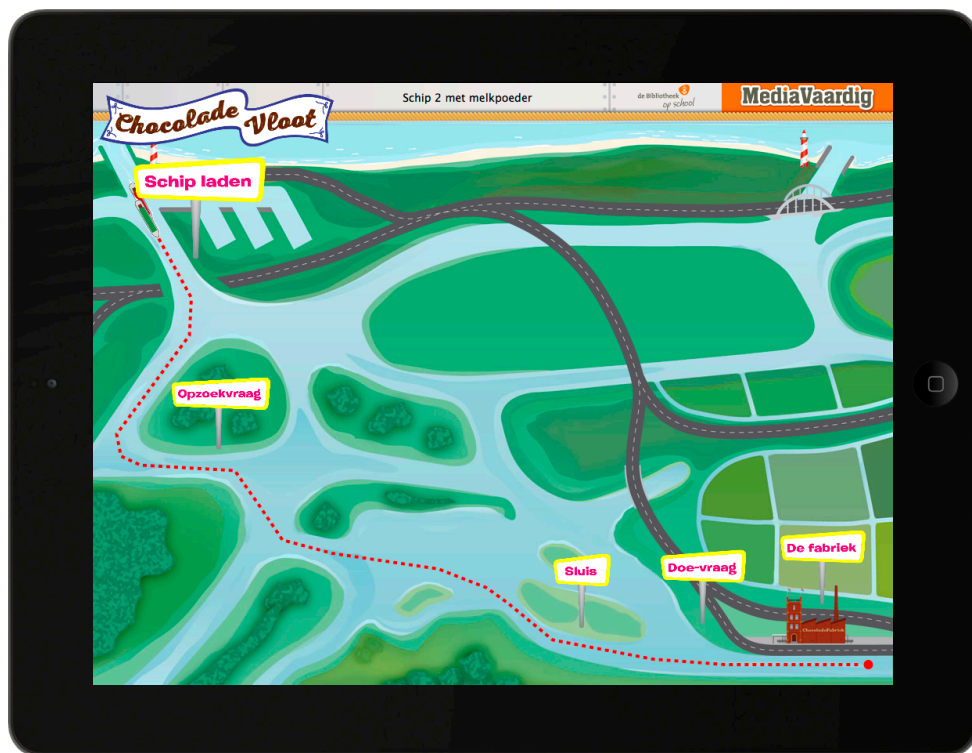 Chocolade Vloot
Schip 2 met melkpoeder
de Bibliotheek
op school
MediaVaardig
Schip laden
Opzoekvraag
Sluis
Doe-vraag
De fabriek
ChocoladeFabriek